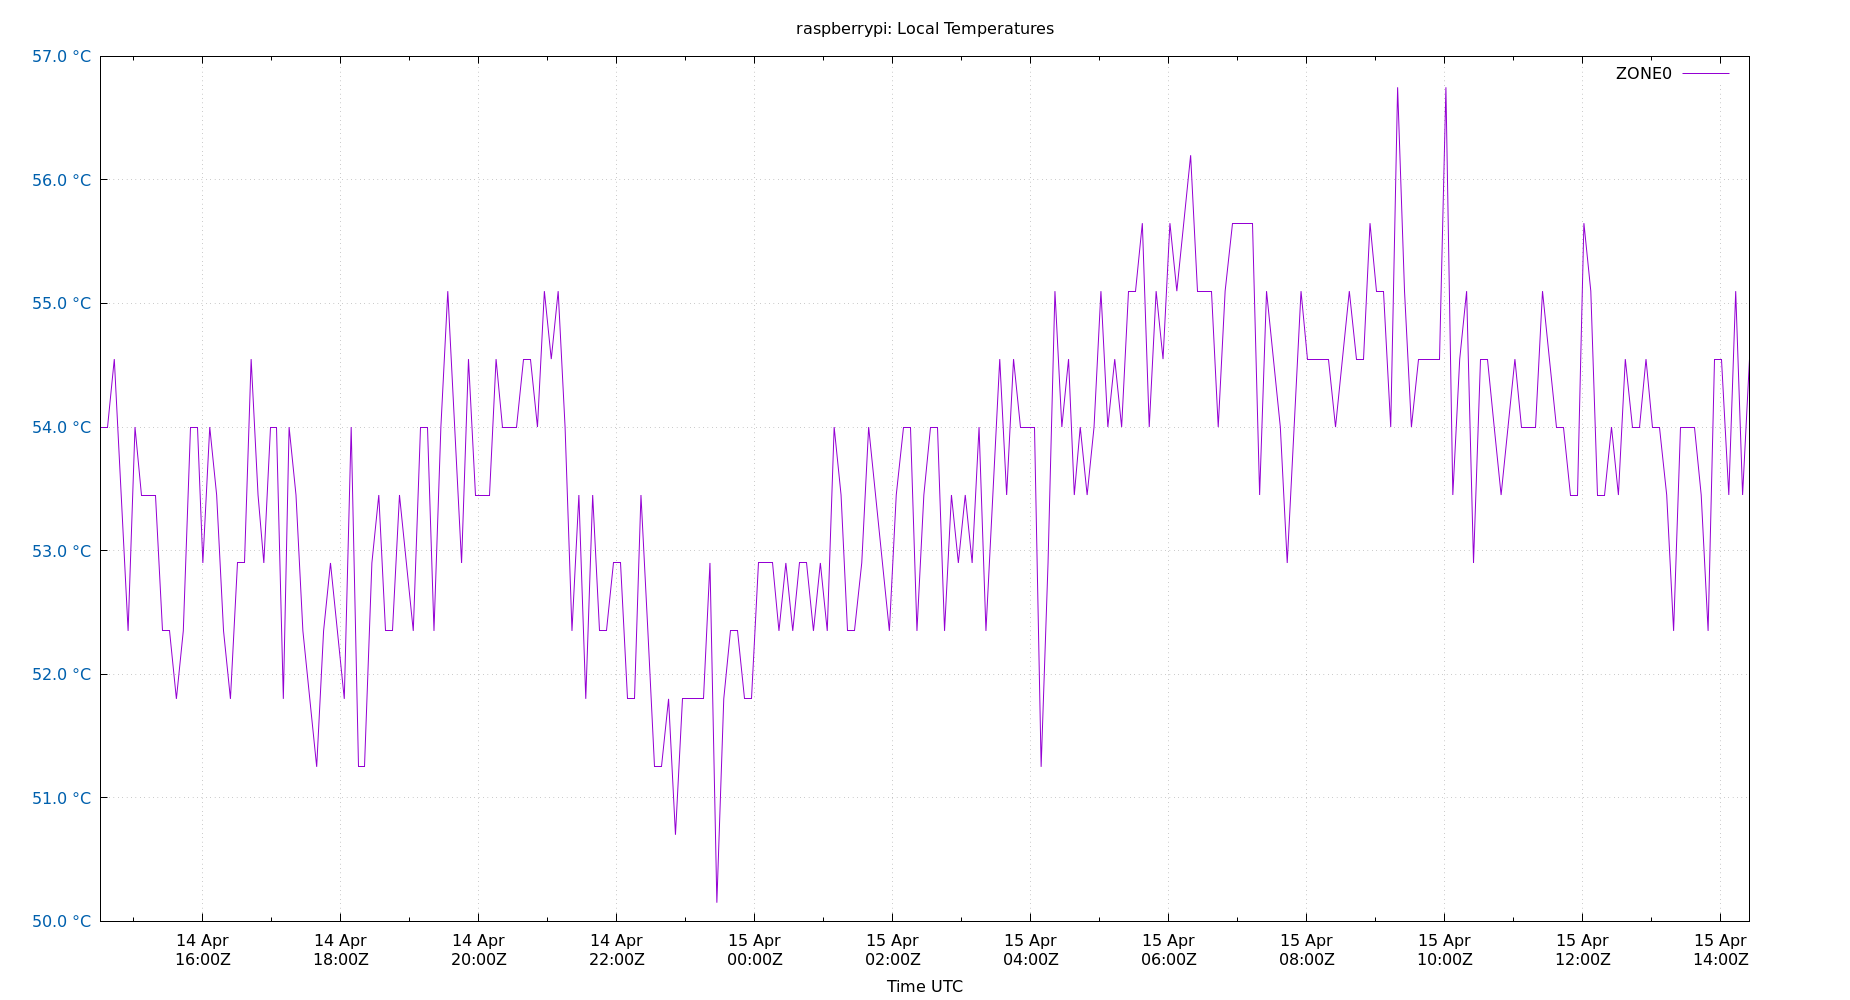 raspberrypi: Local Temperatures
57.0 °C
56.0 °C
55.0 °C
54.0 °C
53.0 °C
52.0 °C
51.0 °C
50.0 °C
ZONE0
14 Apr 14 Apr 14 Apr 14 Apr 15 Apr 15 Apr 15 Apr 15 Apr 15 Apr 15 Apr 15 Apr 15 Apr
16:00Z 18:00Z 20:00Z 22:00Z 00:00Z 02:00Z 04:00Z 06:00Z 08:00Z 10:00Z 12:00Z 14:00Z
Time UTC